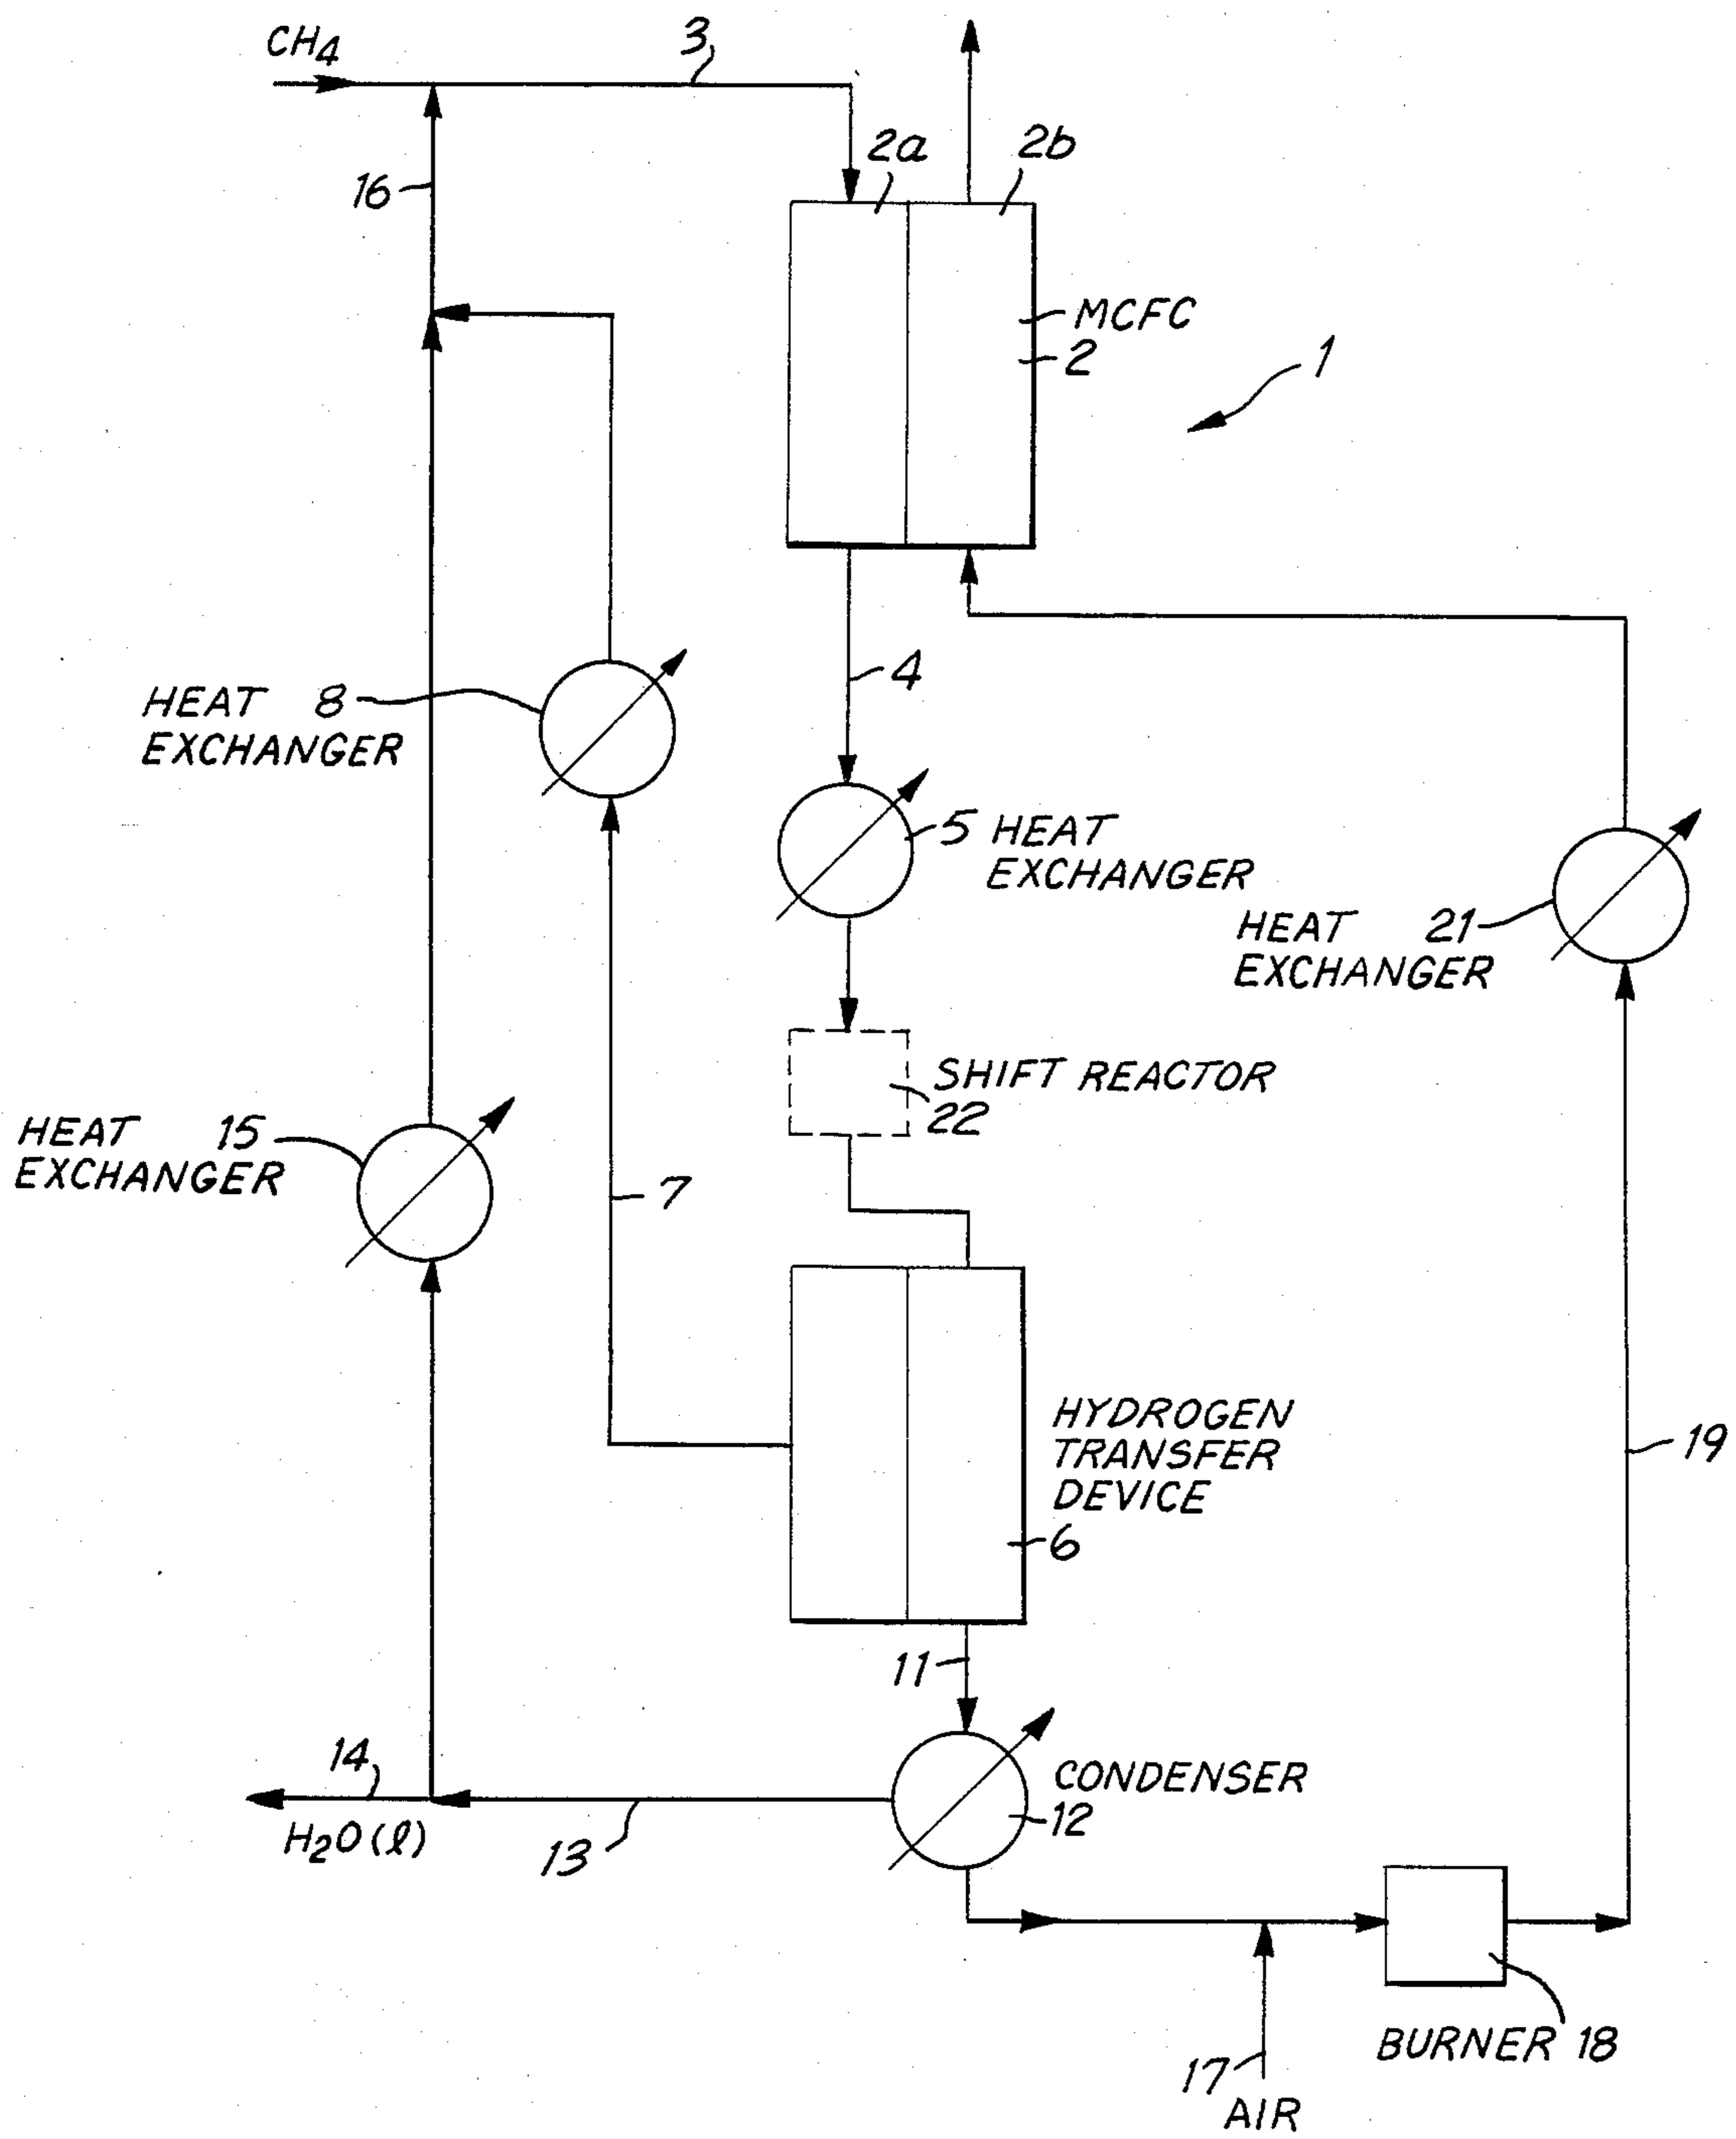 CH4
3
2a
2b
16
MCFC
2
1
4
HEAT 8
EXCHANGER
5 HEAT
EXCHANGER
HEAT 21
EXCHANGER
SHIFT REACTOR
22
HEAT 15
EXCHANGER
7
HYDROGEN
TRANSFER
DEVICE
6
19
11
14
CONDENSER
12
H2O(l)
13
BURNER 18
17
AIR